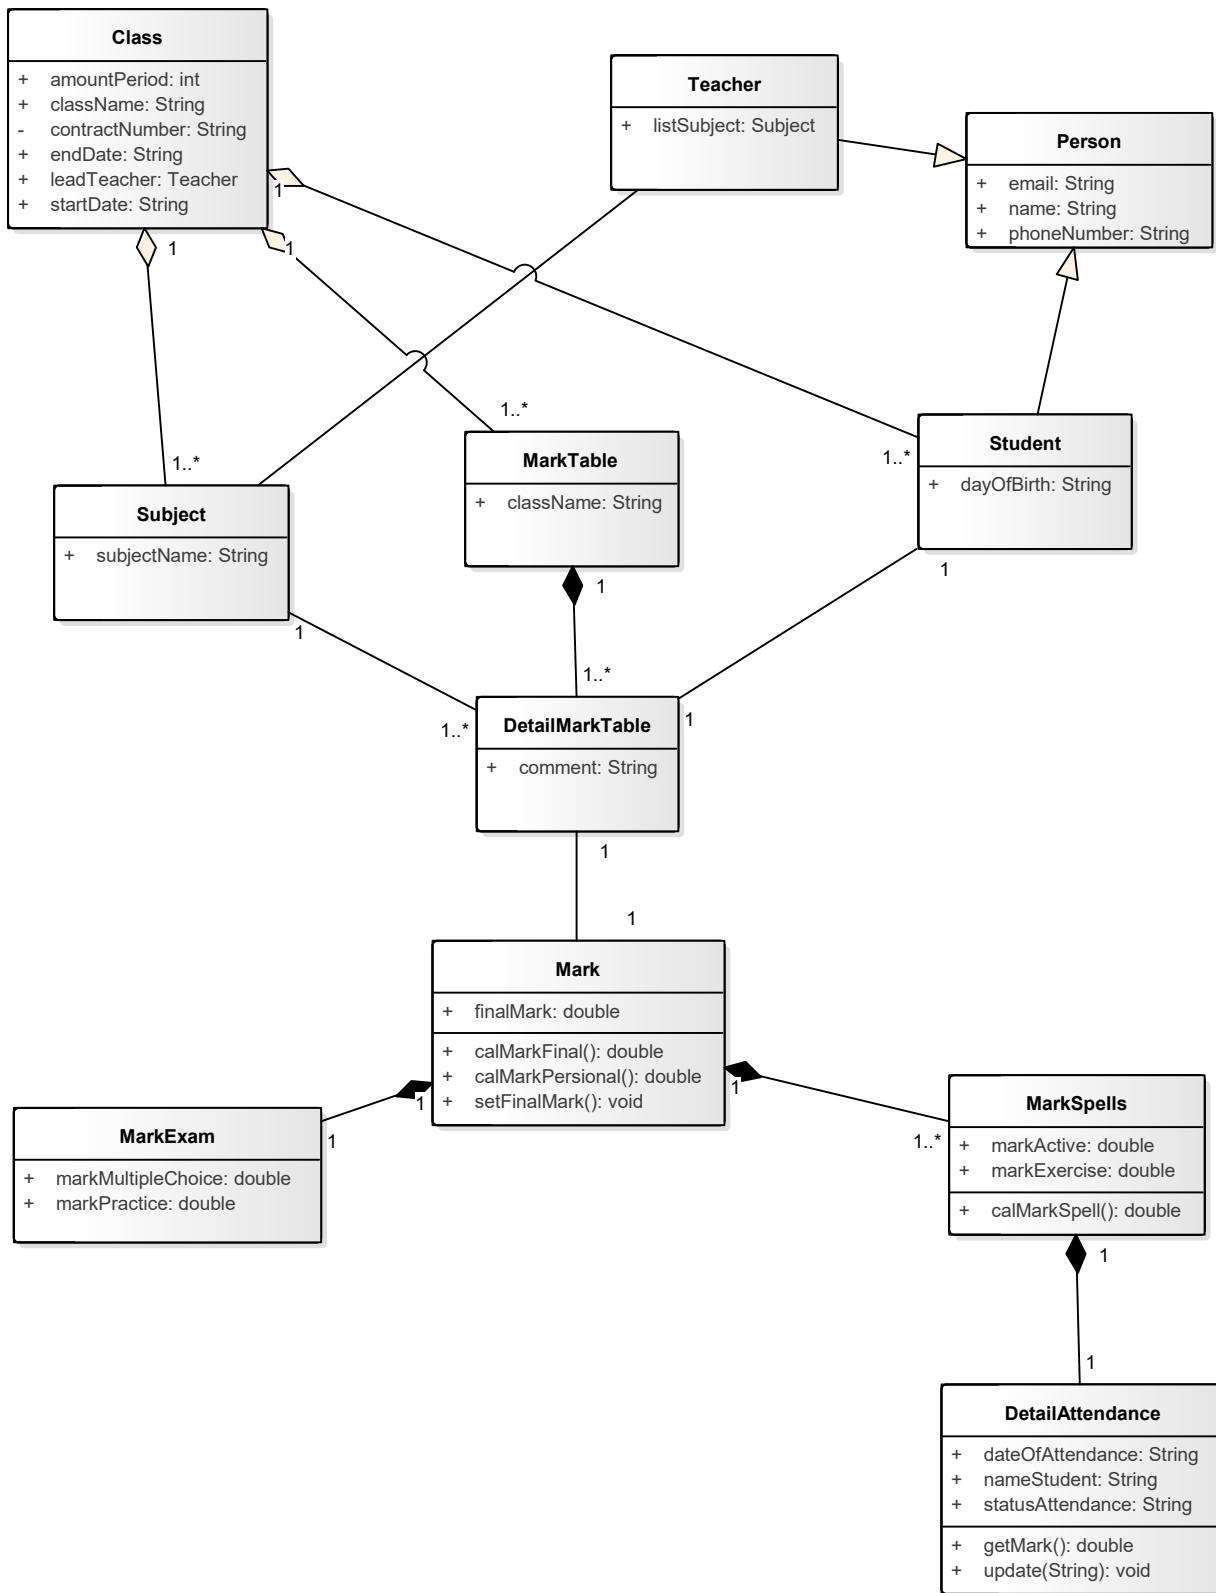 Class
+ amountPeriod: int
+ className: String
- contractNumber: String
+ endDate: String
+ leadTeacher: Teacher
+ startDate: String
Teacher
+ listSubject: Subject
Person
+ email: String
+ name: String
+ phoneNumber: String
1
1
1
1..*
1..*
1..*
Subject
+ subjectName: String
MarkTable
+ className: String
Student
+ dayOfBirth: String
1
1
1
1..*
1..*
1
DetailMarkTable
+ comment: String
1
1
Mark
+ finalMark: double
+ calMarkFinal(): double
+ calMarkPersional(): double
+ setFinalMark(): void
1
1
1
1..*
MarkExam
+ markMultipleChoice: double
+ markPractice: double
MarkSpells
+ markActive: double
+ markExercise: double
+ calMarkSpell(): double
1
1
DetailAttendance
+ dateOfAttendance: String
+ nameStudent: String
+ statusAttendance: String
+ getMark(): double
+ update(String): void